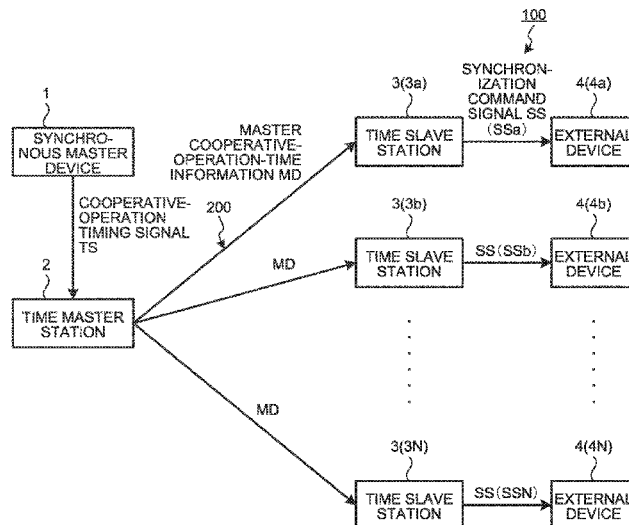 100
1
SYNCHRO-
NOUS MASTER
DEVICE
COOPERATIVE-
OPERATION
TIMING SIGNAL
TS
2
TIME MASTER
STATION
MASTER
COOPERATIVE-
OPERATION-TIME
INFORMATION MD
200
MD
MD
3(3a)
TIME SLAVE
STATION
SYNCHRON-
IZATION
COMMAND
SIGNAL SS
(SSa)
4(4a)
EXTERNAL
DEVICE
3(3b)
TIME SLAVE
STATION
SS(SSb)
4(4b)
EXTERNAL
DEVICE
3(3N)
TIME SLAVE
STATION
SS(SSN)
4(4N)
EXTERNAL
DEVICE